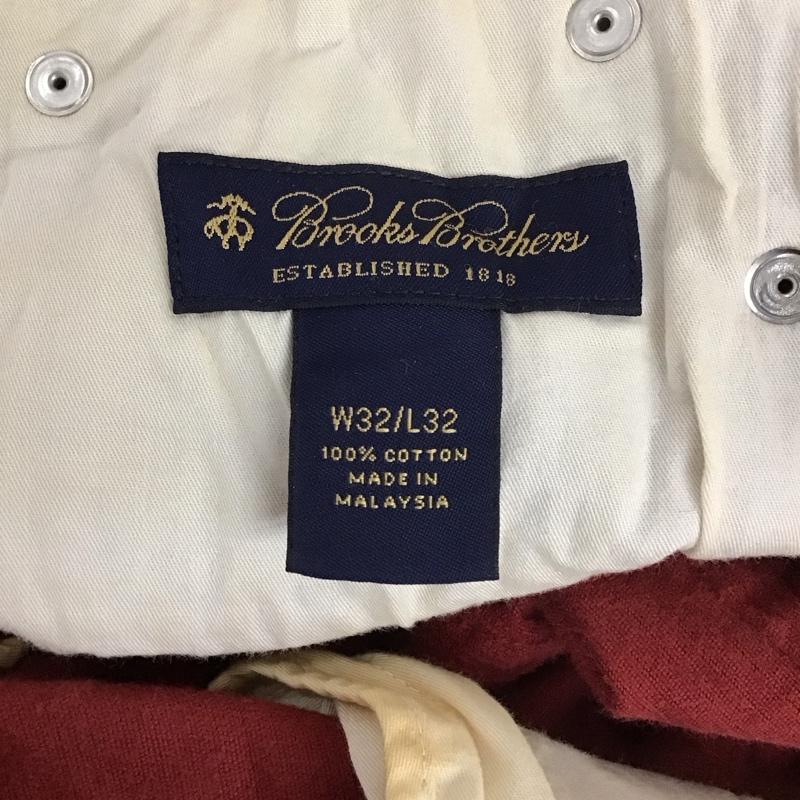 Brooks Brothers
ESTABLISHED 1818
W32/L32
100% COTTON
MADE IN
MALAYSIA